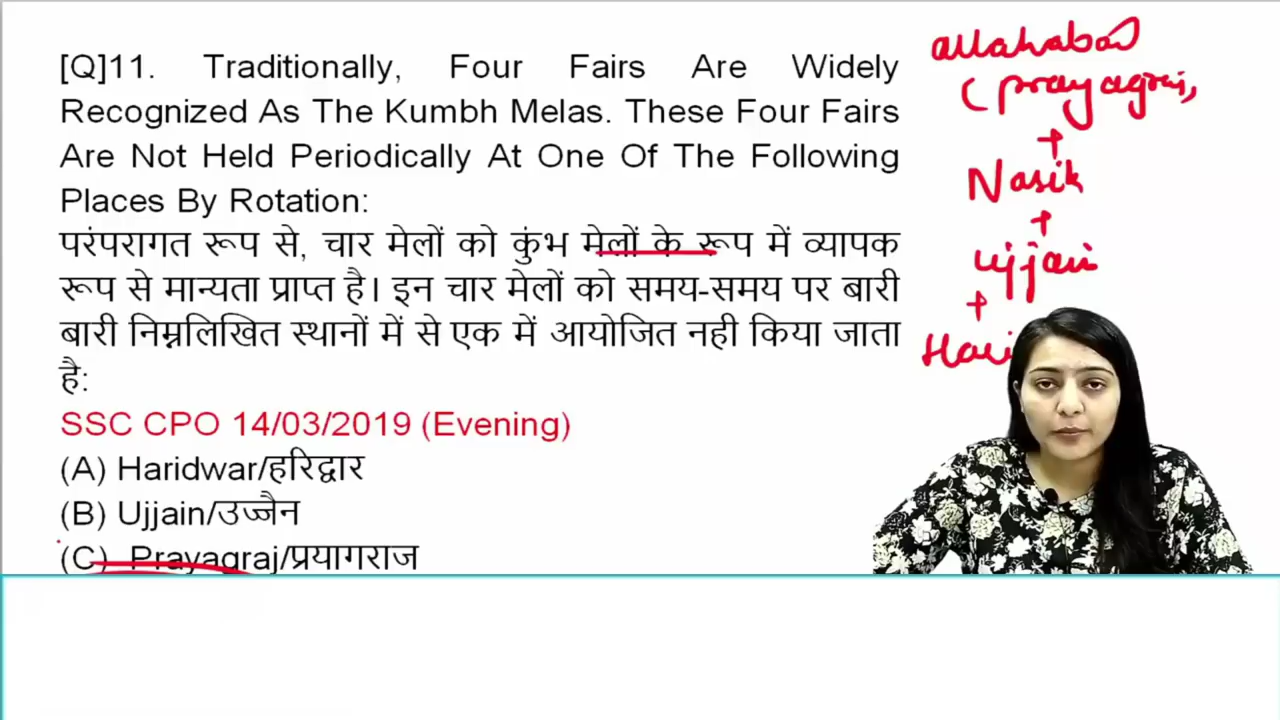 [Q]11. Traditionally, Four Fairs Are Widely
Recognized As The Kumbh Melas. These Four Fairs
Are Not Held Periodically At One Of The Following
Places By Rotation:
परंपरागत रूप से, चार मेलों को कुंभ मेलों के रूप में व्यापक
रूप से मान्यता प्राप्त है। इन चार मेलों को समय-समय पर बारी
बारी निम्नलिखित स्थानों में से एक में आयोजित नही किया जाता
है:
SSC CPO 14/03/2019 (Evening)
(A) Haridwar/हरिद्वार
(B) Ujjain/उज्जैन
(C) Prayagraj/प्रयागराज
allahabad
(prayagraj)
+
Nasik
+
ujjain
+
Hari